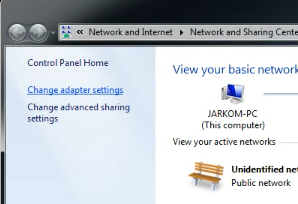 « Network and Internet ▸ Network and Sharing Cente
Control Panel Home
View your basic network
Change adapter settings
Change advanced sharing
settings
JARKOM-PC
(This computer)
View your active networks
Unidentified net
Public network